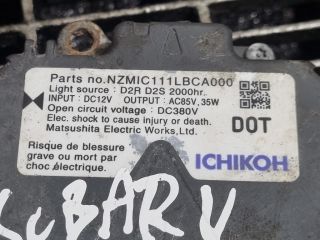 Parts no.NZMIC111LBCA000
Light source : D2R D2S 2000hr.
INPUT : DC12V OUTPUT : AC85V, 35W
Open circuit voltage : DC380V
Elec. shock to cause injury or death.
Matsushita Electric Works,Ltd.
DOT
Risque de blessure
grave ou mort par
choc électrique.
ICHIKOH
SUBAR V